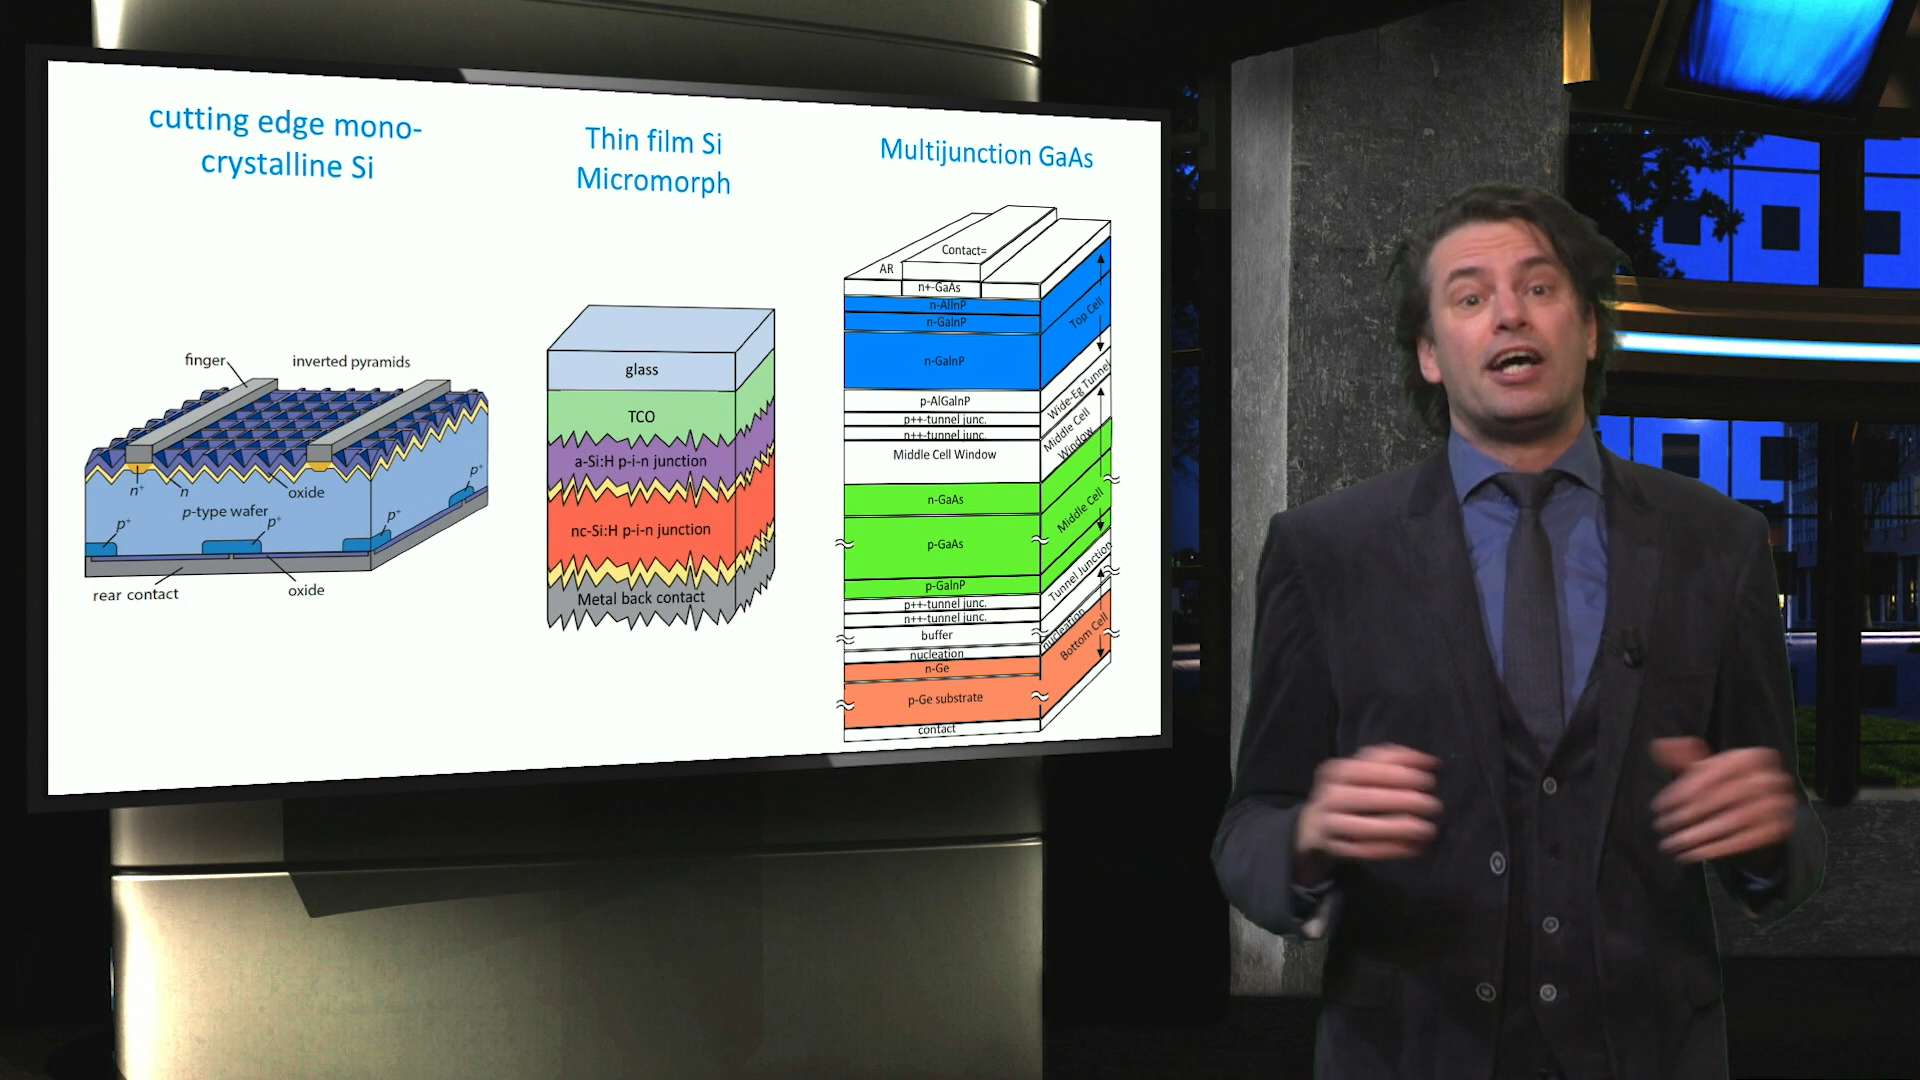 cutting edge mono-
crystalline Si
finger
inverted pyramids
n+
n
oxide
p+
p-type wafer
p+
p+
p+
rear contact
oxide
Thin film Si
Micromorph
glass
TCO
a-Si:H p-i-n junction
nc-Si:H p-i-n junction
Metal back contact
Multijunction GaAs
Contact=
AR
n+-GaAs
n-AlInP
n-GaInP
n-GaInP
p-AlGaInP
p++-tunnel junc.
n++-tunnel junc.
Middle Cell Window
n-GaAs
p-GaAs
p-GaInP
p++-tunnel junc.
n++-tunnel junc.
buffer
nucleation
n-Ge
p-Ge substrate
contact
Top Cell
Wide-Eg Tunnel
Middle Cell
Window
Middle Cell
Tunnel Junction
nucleation
Bottom Cell